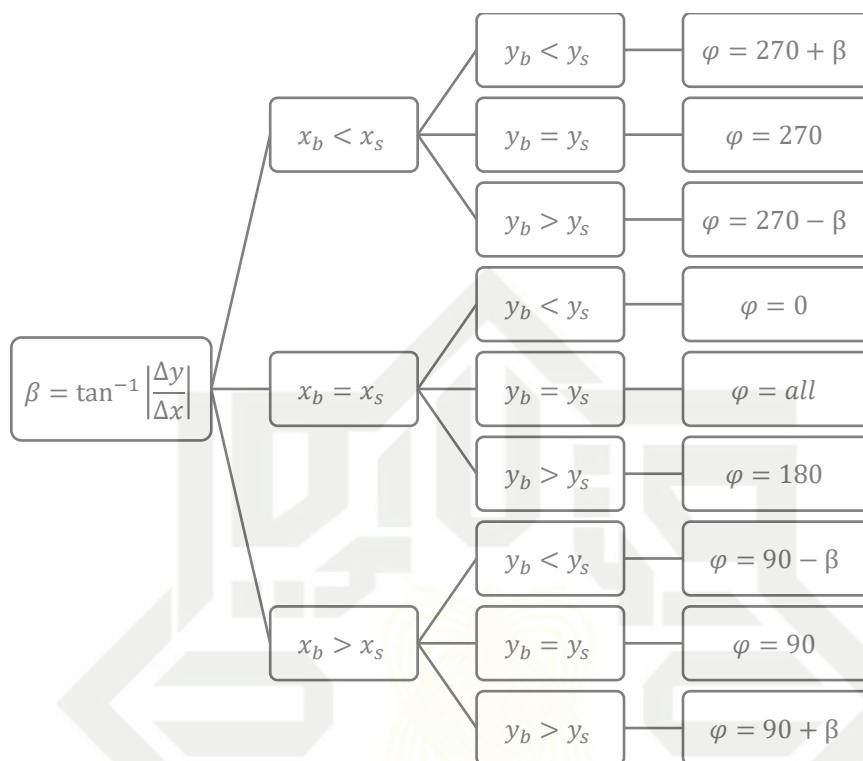 y_b < y_s
φ = 270 + β
x_b < x_s
y_b = y_s
φ = 270
y_b > y_s
φ = 270 − β
y_b < y_s
φ = 0
β = tan⁻¹ |Δy/Δx|
x_b = x_s
y_b = y_s
φ = all
y_b > y_s
φ = 180
y_b < y_s
φ = 90 − β
x_b > x_s
y_b = y_s
φ = 90
y_b > y_s
φ = 90 + β